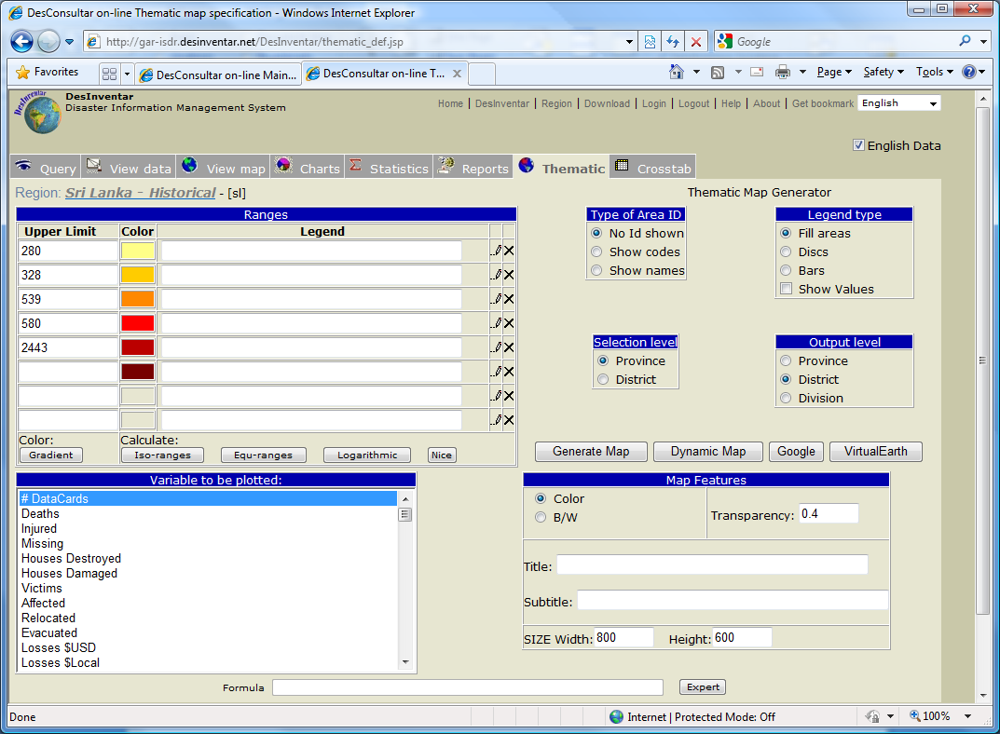 DesConsultar on-line Thematic map specification - Windows Internet Explorer
http://gar-isdr.desinventar.net/DesInventar/thematic_def.jsp
Google
Favorites
DesConsultar on-line Main...
DesConsultar on-line T...
Page
Safety
Tools
DesInventar
DesInventar
Disaster Information Management System
Home | DesInventar | Region | Download | Login | Logout | Help | About | Get bookmark
English
English Data
Query
View data
View map
Charts
Statistics
Reports
Thematic
Crosstab
Region: Sri Lanka - Historical - [sl]
Thematic Map Generator
Ranges
Upper Limit Color Legend
280
328
539
580
2443
Color:
Calculate:
Gradient
Iso-ranges
Equ-ranges
Logarithmic
Nice
Type of Area ID
No Id shown
Show codes
Show names
Legend type
Fill areas
Discs
Bars
Show Values
Selection level
Province
District
Output level
Province
District
Division
Generate Map
Dynamic Map
Google
VirtualEarth
Variable to be plotted:
# DataCards
Deaths
Injured
Missing
Houses Destroyed
Houses Damaged
Victims
Affected
Relocated
Evacuated
Losses $USD
Losses $Local
Map Features
Color
B/W
Transparency: 0.4
Title:
Subtitle:
SIZE Width: 800 Height: 600
Formula
Expert
Done
Internet | Protected Mode: Off
100%